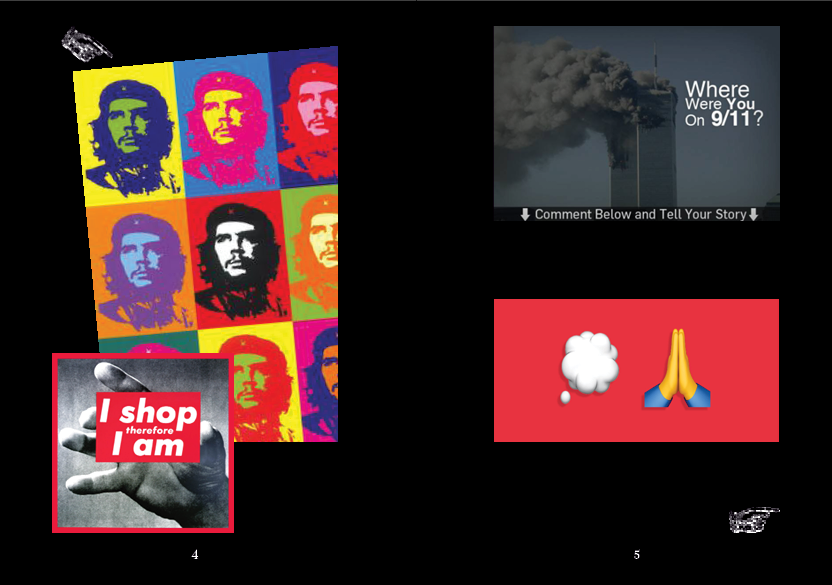 I shop
therefore
I am
4
Where
Were You
On 9/11?
Comment Below and Tell Your Story
5